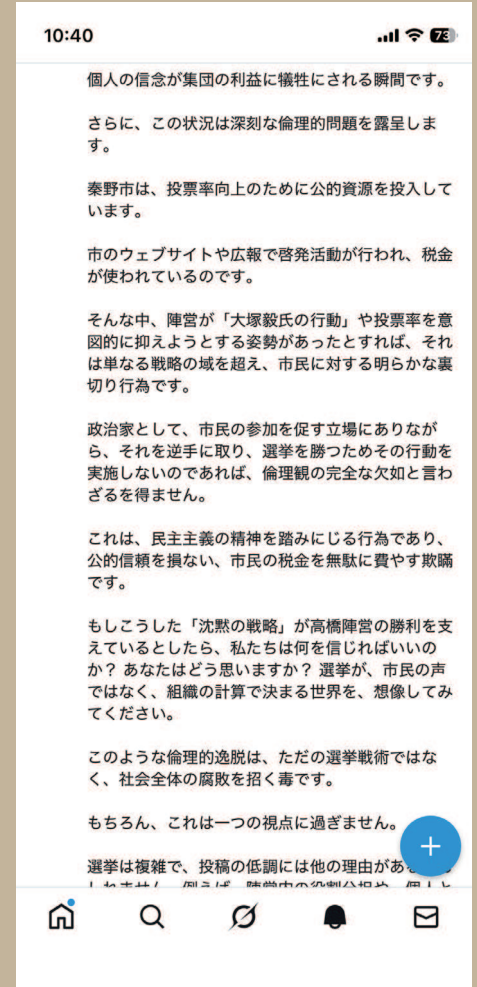 10:40
73
個人の信念が集団の利益に犠牲にされる瞬間です。
さらに、この状況は深刻な倫理的問題を露呈しま
す。
秦野市は、投票率向上のために公的資源を投入して
います。
市のウェブサイトや広報で啓発活動が行われ、税金
が使われているのです。
そんな中、陣営が「大塚毅氏の行動」や投票率を意
図的に抑えようとする姿勢があったとすれば、それ
は単なる戦略の域を超え、市民に対する明らかな裏
切り行為です。
政治家として、市民の参加を促す立場にありなが
ら、それを逆手に取り、選挙を勝つためその行動を
実施しないのであれば、倫理観の完全な欠如と言わ
ざるを得ません。
これは、民主主義の精神を踏みにじる行為であり、
公的信頼を損ない、市民の税金を無駄に費やす欺瞞
です。
もしこうした「沈黙の戦略」が高橋陣営の勝利を支
えているとしたら、私たちは何を信じればいいの
か? あなたはどう思いますか? 選挙が、市民の声
ではなく、組織の計算で決まる世界を、想像してみ
てください。
このような倫理的逸脱は、ただの選挙戦術ではな
く、社会全体の腐敗を招く毒です。
もちろん、これは一つの視点に過ぎません。
選挙は複雑で、投稿の低調には他の理由があ